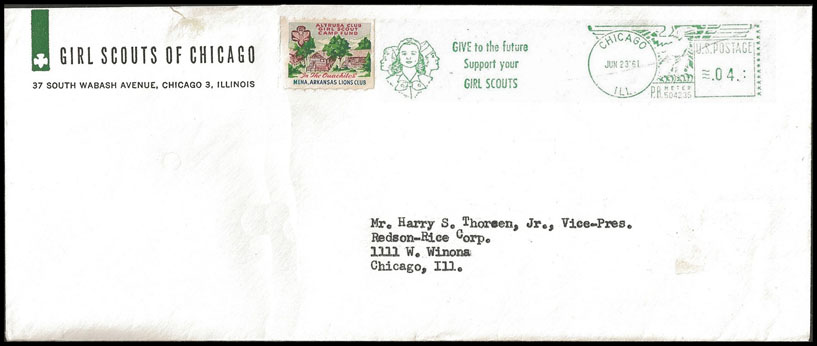 GIRL SCOUTS OF CHICAGO
37 SOUTH WABASH AVENUE, CHICAGO 3, ILLINOIS
ALTRUSA CLUB
GIRL SCOUT
CAMP FUND
In The Ouachitas
MENA, ARKANSAS LIONS CLUB
GIVE to the future
Support your
GIRL SCOUTS
CHICAGO
JUN 23'61
ILL.
U.S. POSTAGE
.04.
P.B. METER
504235
Mr. Harry S. Thorsen, Jr., Vice-Pres.
Redson-Rice Corp.
1111 W. Winona
Chicago, Ill.